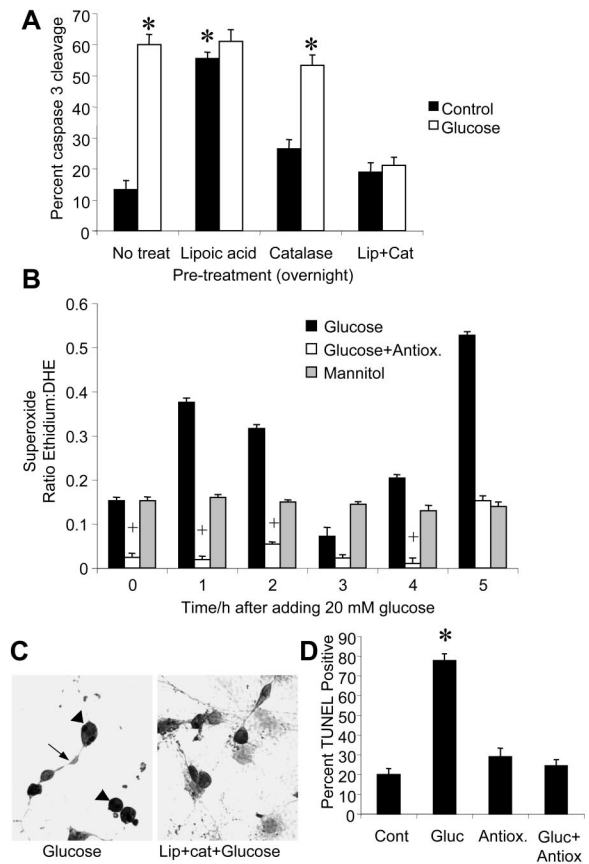 A
Percent caspase 3 cleavage
70
60
50
40
30
20
10
0
*
*
*
Control
Glucose
No treat Lipoic acid Catalase Lip+Cat
Pre-treatment (overnight)
B
Superoxide
Ratio Ethidium:DHE
0.6
0.5
0.4
0.3
0.2
0.1
0
Glucose
Glucose+Antiox.
Mannitol
+ + + +
0 1 2 3 4 5
Time/h after adding 20 mM glucose
C
Glucose Lip+cat+Glucose
D
Percent TUNEL Positive
90
80
70
60
50
40
30
20
10
0
*
Cont Gluc Antiox. Gluc+
Antiox